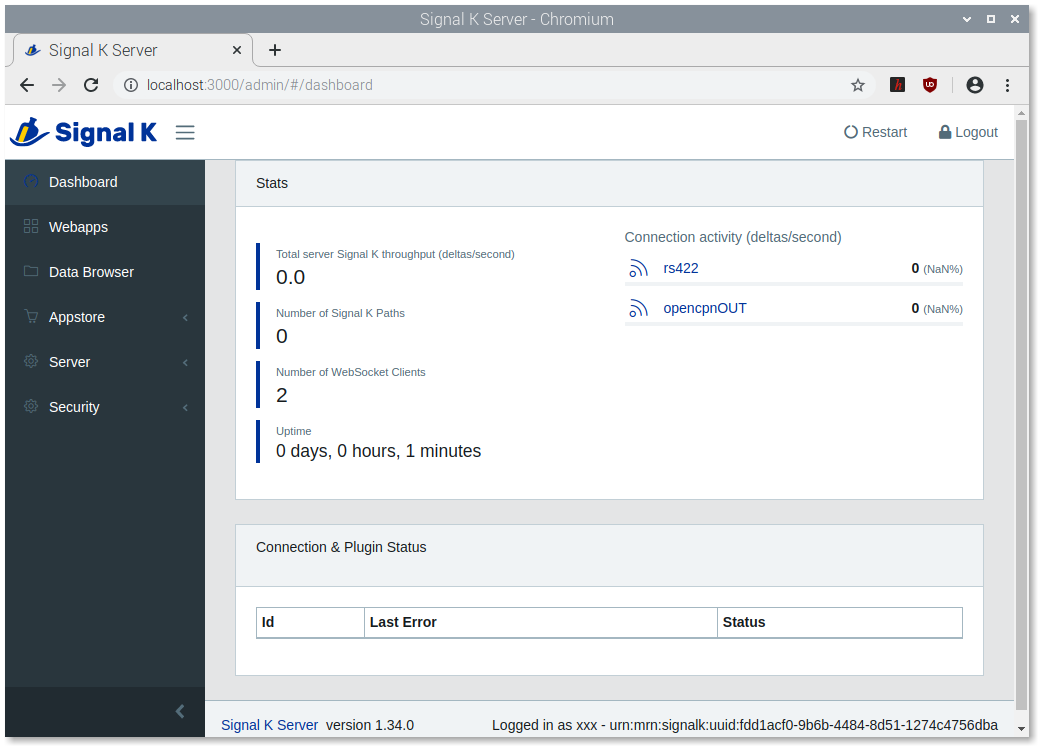 Signal K Server - Chromium
Signal K Server
localhost:3000/admin/#/dashboard
Signal K
Restart
Logout
Dashboard
Webapps
Data Browser
Appstore
Server
Security
Stats
Total server Signal K throughput (deltas/second)
0.0
Number of Signal K Paths
0
Number of WebSocket Clients
2
Uptime
0 days, 0 hours, 1 minutes
Connection activity (deltas/second)
rs422 0 (NaN%)
opencpnOUT 0 (NaN%)
Connection & Plugin Status
Id Last Error Status
Signal K Server version 1.34.0 Logged in as xxx - urn:mrn:signalk:uuid:fdd1acf0-9b6b-4484-8d51-1274c4756dba